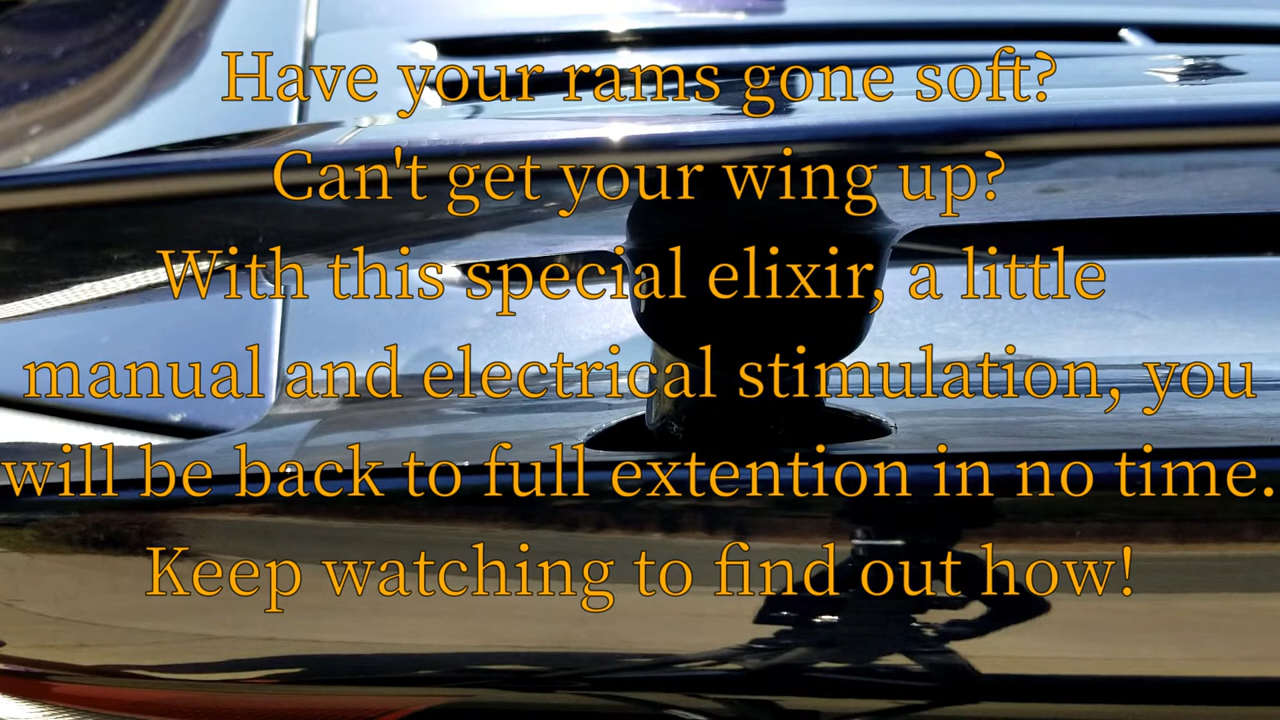 Have your rams gone soft?
Can't get your wing up?
With this special elixir, a little
manual and electrical stimulation, you
will be back to full extention in no time.
Keep watching to find out how!